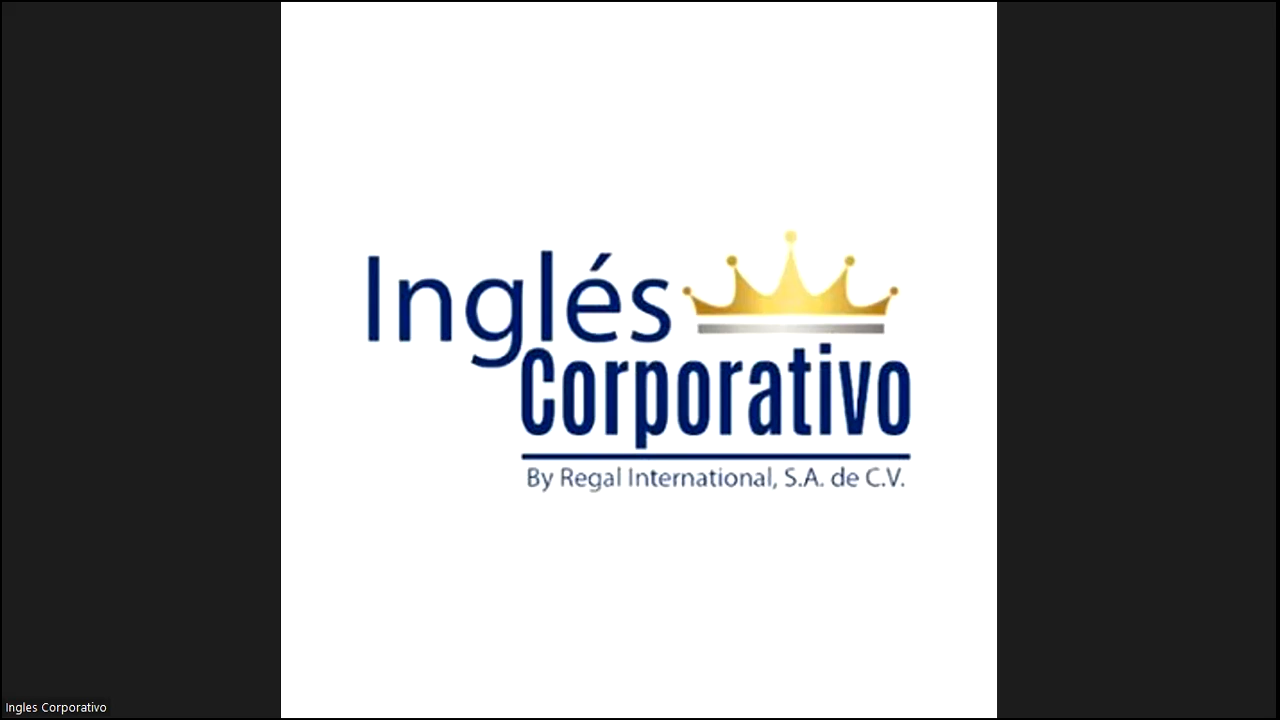 Inglés
Corporativo
By Regal International, S.A. de C.V.
Ingles Corporativo